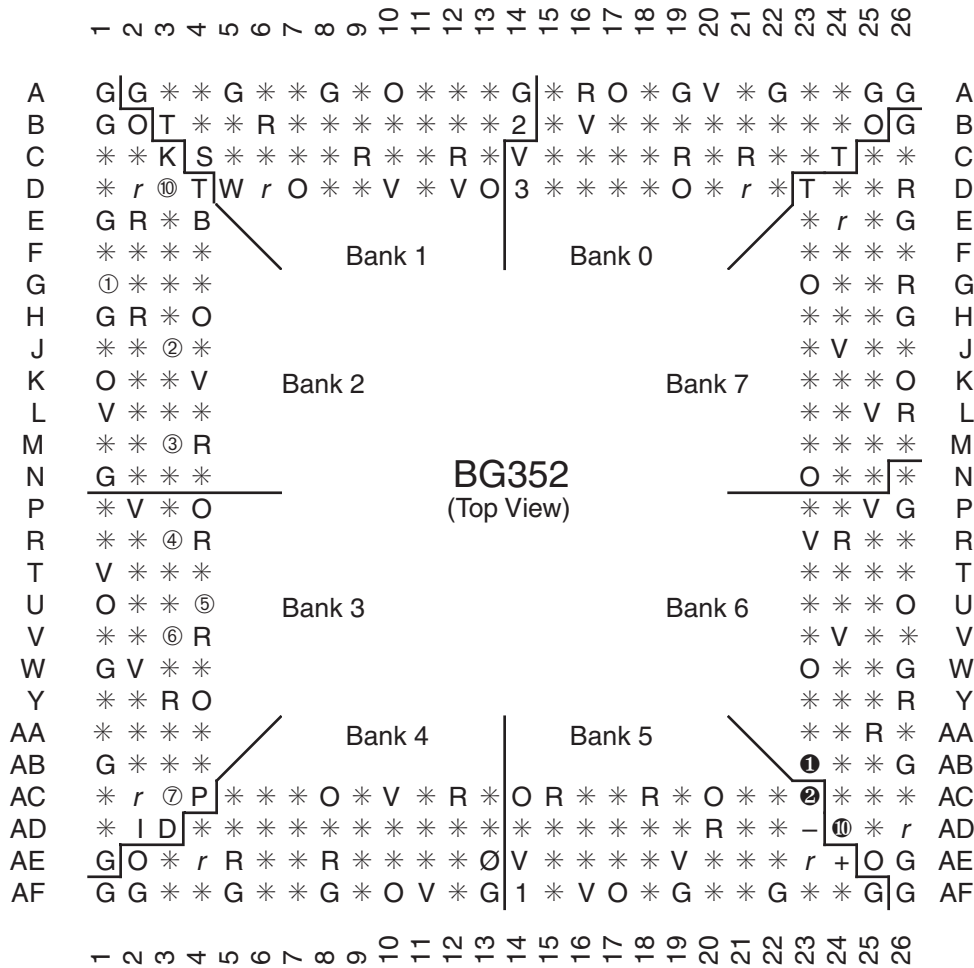 1 2 3 4 5 6 7 8 9 10 11 12 13 14 15 16 17 18 19 20 21 22 23 24 25 26
A G G ✳ ✳ G ✳ ✳ G ✳ O ✳ ✳ ✳ G ✳ R O ✳ G V ✳ G ✳ ✳ G G A
B G O T ✳ ✳ R ✳ ✳ ✳ ✳ ✳ ✳ ✳ 2 ✳ V ✳ ✳ ✳ ✳ ✳ ✳ ✳ ✳ O G B
C ✳ ✳ K S ✳ ✳ ✳ ✳ R ✳ ✳ R ✳ V ✳ ✳ ✳ ✳ R ✳ R ✳ ✳ T ✳ ✳ C
D ✳ r ⑩ T W r O ✳ ✳ V ✳ V O 3 ✳ ✳ ✳ ✳ O ✳ r ✳ T ✳ ✳ R D
E G R ✳ B ✳ r ✳ G E
F ✳ ✳ ✳ ✳ Bank 1 Bank 0 ✳ ✳ ✳ ✳ F
G ① ✳ ✳ ✳ O ✳ ✳ R G
H G R ✳ O ✳ ✳ ✳ G H
J ✳ ✳ ② ✳ ✳ V ✳ ✳ J
K O ✳ ✳ V Bank 2 Bank 7 ✳ ✳ ✳ O K
L V ✳ ✳ ✳ ✳ ✳ V R L
M ✳ ✳ ③ R ✳ ✳ ✳ ✳ M
N G ✳ ✳ ✳ BG352 O ✳ ✳ ✳ N
P ✳ V ✳ O (Top View) ✳ ✳ V G P
R ✳ ✳ ④ R V R ✳ ✳ R
T V ✳ ✳ ✳ ✳ ✳ ✳ ✳ T
U O ✳ ✳ ⑤ Bank 3 Bank 6 ✳ ✳ ✳ O U
V ✳ ✳ ⑥ R ✳ V ✳ ✳ V
W G V ✳ ✳ O ✳ ✳ G W
Y ✳ ✳ R O ✳ ✳ ✳ R Y
AA ✳ ✳ ✳ ✳ Bank 4 Bank 5 ✳ ✳ R ✳ AA
AB G ✳ ✳ ✳ ❶ ✳ ✳ G AB
AC ✳ r ⑦ P ✳ ✳ ✳ O ✳ V ✳ R ✳ O R ✳ ✳ R ✳ O ✳ ✳ ❷ ✳ ✳ ✳ AC
AD ✳ I D ✳ ✳ ✳ ✳ ✳ ✳ ✳ ✳ ✳ ✳ ✳ ✳ ✳ ✳ ✳ ✳ R ✳ ✳ – ❿ ✳ r AD
AE G O ✳ r R ✳ ✳ R ✳ ✳ ✳ ✳ Ø V ✳ ✳ ✳ ✳ V ✳ ✳ ✳ r + O G AE
AF G G ✳ ✳ G ✳ ✳ G ✳ O V ✳ G 1 ✳ V O ✳ G ✳ ✳ G ✳ ✳ G G AF
1 2 3 4 5 6 7 8 9 10 11 12 13 14 15 16 17 18 19 20 21 22 23 24 25 26